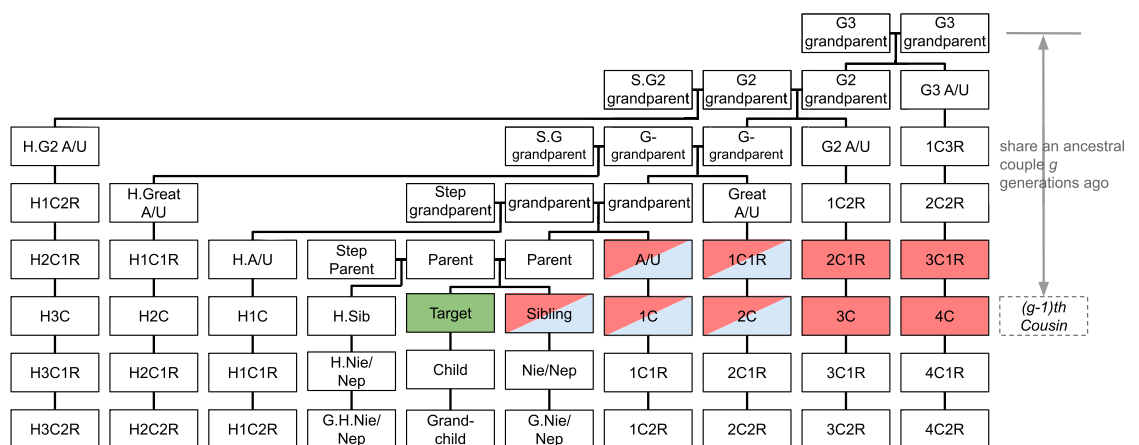 G3
grandparent
G3
grandparent
S.G2
grandparent
G2
grandparent
G2
grandparent
G3 A/U
H.G2 A/U
S.G
grandparent
G-
grandparent
G-
grandparent
G2 A/U
1C3R
share an ancestral
couple g
generations ago
H1C2R
H.Great
A/U
Step
grandparent
grandparent
grandparent
Great
A/U
1C2R
2C2R
H2C1R
H1C1R
H.A/U
Step
Parent
Parent
Parent
A/U
1C1R
2C1R
3C1R
H3C
H2C
H1C
H.Sib
Target
Sibling
1C
2C
3C
4C
(g-1)th
Cousin
H3C1R
H2C1R
H1C1R
H.Nie/
Nep
Child
Nie/Nep
1C1R
2C1R
3C1R
4C1R
H3C2R
H2C2R
H1C2R
G.H.Nie/
Nep
Grand-
child
G.Nie/
Nep
1C2R
2C2R
3C2R
4C2R